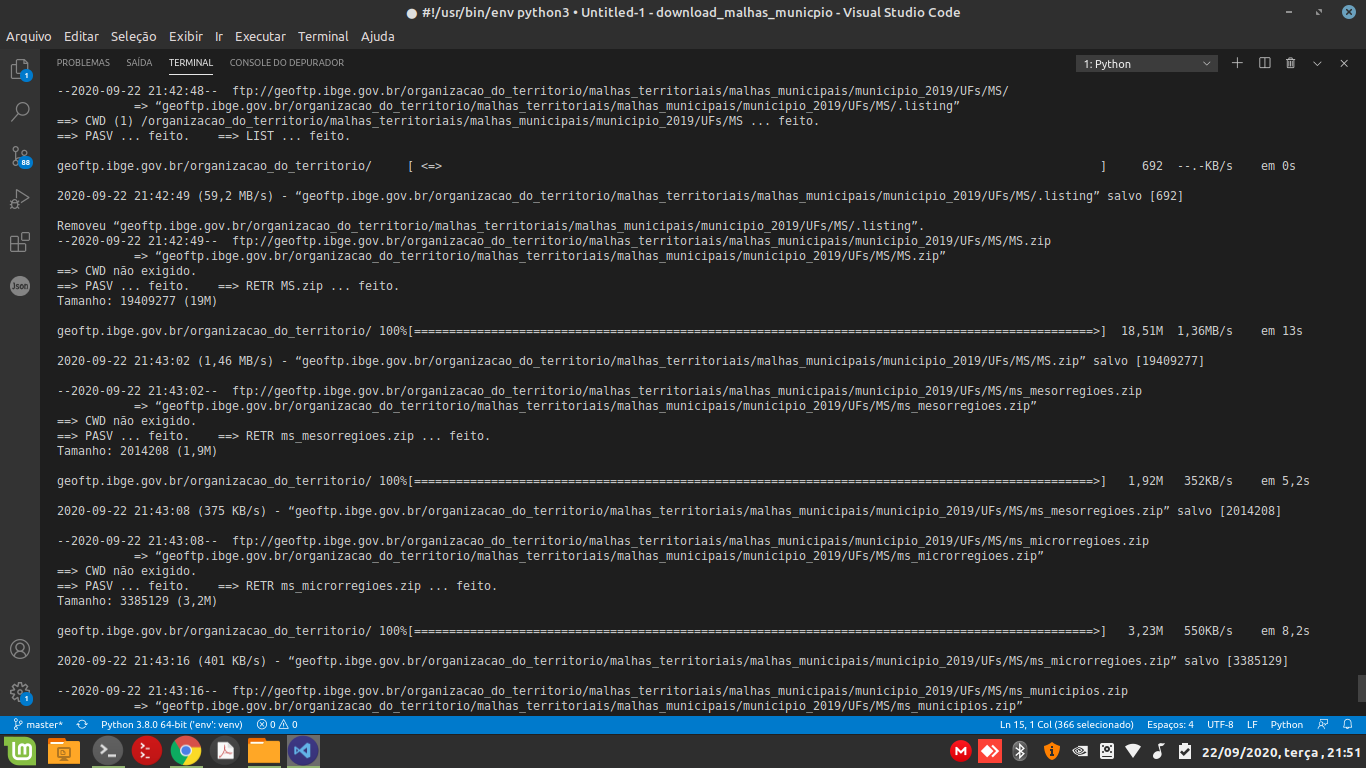 #!/usr/bin/env python3 • Untitled-1 - download_malhas_municpio - Visual Studio Code
Arquivo Editar Seleção Exibir Ir Executar Terminal Ajuda
PROBLEMAS SAÍDA TERMINAL CONSOLE DO DEPURADOR 1: Python
--2020-09-22 21:42:48-- ftp://geoftp.ibge.gov.br/organizacao_do_territorio/malhas_territoriais/malhas_municipais/municipio_2019/UFs/MS/
=> “geoftp.ibge.gov.br/organizacao_do_territorio/malhas_territoriais/malhas_municipais/municipio_2019/UFs/MS/.listing”
==> CWD (1) /organizacao_do_territorio/malhas_territoriais/malhas_municipais/municipio_2019/UFs/MS ... feito.
==> PASV ... feito. ==> LIST ... feito.
geoftp.ibge.gov.br/organizacao_do_territorio/ [ <=> ] 692 --.-KB/s em 0s
2020-09-22 21:42:49 (59,2 MB/s) - “geoftp.ibge.gov.br/organizacao_do_territorio/malhas_territoriais/malhas_municipais/municipio_2019/UFs/MS/.listing” salvo [692]
Removeu “geoftp.ibge.gov.br/organizacao_do_territorio/malhas_territoriais/malhas_municipais/municipio_2019/UFs/MS/.listing”.
--2020-09-22 21:42:49-- ftp://geoftp.ibge.gov.br/organizacao_do_territorio/malhas_territoriais/malhas_municipais/municipio_2019/UFs/MS/MS.zip
=> “geoftp.ibge.gov.br/organizacao_do_territorio/malhas_territoriais/malhas_municipais/municipio_2019/UFs/MS/MS.zip”
==> CWD não exigido.
==> PASV ... feito. ==> RETR MS.zip ... feito.
Tamanho: 19409277 (19M)
geoftp.ibge.gov.br/organizacao_do_territorio/ 100%[=================================================================================================>] 18,51M 1,36MB/s em 13s
2020-09-22 21:43:02 (1,46 MB/s) - “geoftp.ibge.gov.br/organizacao_do_territorio/malhas_territoriais/malhas_municipais/municipio_2019/UFs/MS/MS.zip” salvo [19409277]
--2020-09-22 21:43:02-- ftp://geoftp.ibge.gov.br/organizacao_do_territorio/malhas_territoriais/malhas_municipais/municipio_2019/UFs/MS/ms_mesorregioes.zip
=> “geoftp.ibge.gov.br/organizacao_do_territorio/malhas_territoriais/malhas_municipais/municipio_2019/UFs/MS/ms_mesorregioes.zip”
==> CWD não exigido.
==> PASV ... feito. ==> RETR ms_mesorregioes.zip ... feito.
Tamanho: 2014208 (1,9M)
geoftp.ibge.gov.br/organizacao_do_territorio/ 100%[=================================================================================================>] 1,92M 352KB/s em 5,2s
2020-09-22 21:43:08 (375 KB/s) - “geoftp.ibge.gov.br/organizacao_do_territorio/malhas_territoriais/malhas_municipais/municipio_2019/UFs/MS/ms_mesorregioes.zip” salvo [2014208]
--2020-09-22 21:43:08-- ftp://geoftp.ibge.gov.br/organizacao_do_territorio/malhas_territoriais/malhas_municipais/municipio_2019/UFs/MS/ms_microrregioes.zip
=> “geoftp.ibge.gov.br/organizacao_do_territorio/malhas_territoriais/malhas_municipais/municipio_2019/UFs/MS/ms_microrregioes.zip”
==> CWD não exigido.
==> PASV ... feito. ==> RETR ms_microrregioes.zip ... feito.
Tamanho: 3385129 (3,2M)
geoftp.ibge.gov.br/organizacao_do_territorio/ 100%[=================================================================================================>] 3,23M 550KB/s em 8,2s
2020-09-22 21:43:16 (401 KB/s) - “geoftp.ibge.gov.br/organizacao_do_territorio/malhas_territoriais/malhas_municipais/municipio_2019/UFs/MS/ms_microrregioes.zip” salvo [3385129]
--2020-09-22 21:43:16-- ftp://geoftp.ibge.gov.br/organizacao_do_territorio/malhas_territoriais/malhas_municipais/municipio_2019/UFs/MS/ms_municipios.zip
=> “geoftp.ibge.gov.br/organizacao_do_territorio/malhas_territoriais/malhas_municipais/municipio_2019/UFs/MS/ms_municipios.zip”
1
88
Json
1
master* Python 3.8.0 64-bit ('env': venv) 0 0 Ln 15, 1 Col (366 selecionado) Espaços: 4 UTF-8 LF Python
22/09/2020, terça , 21:51